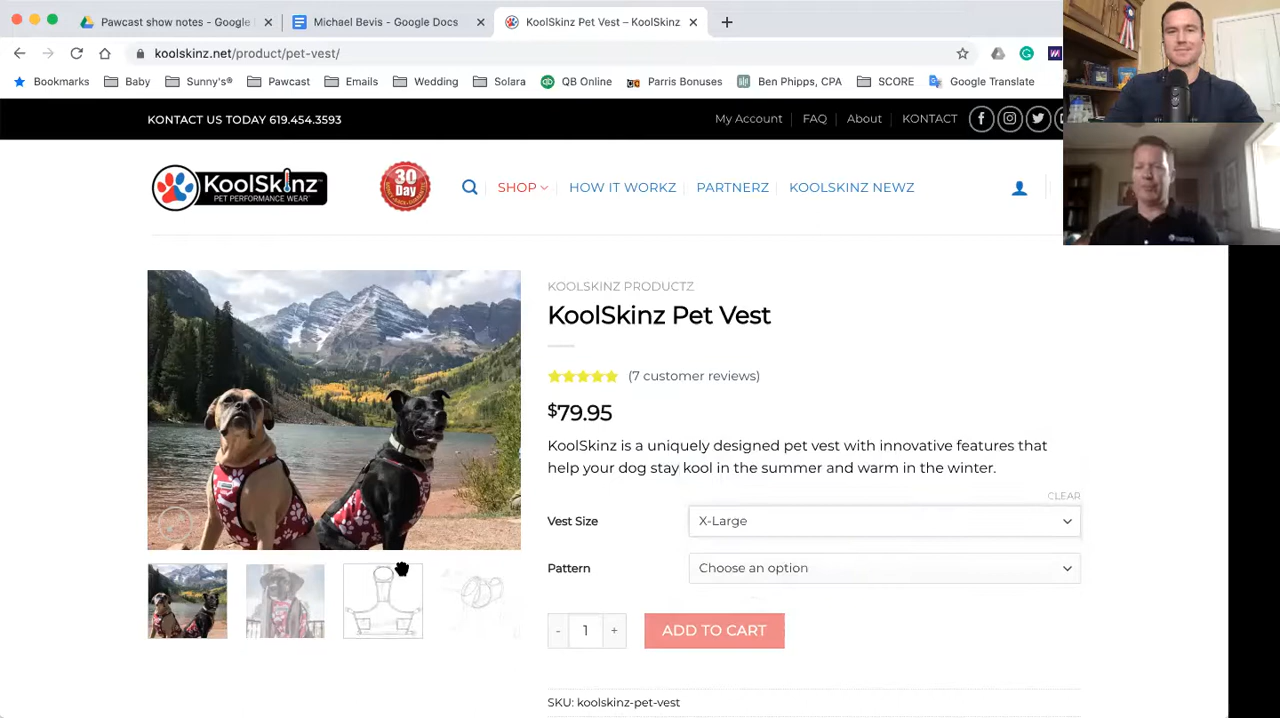 Pawcast show notes - Google
Michael Bevis - Google Docs
KoolSkinz Pet Vest – KoolSkinz
koolskinz.net/product/pet-vest/
Bookmarks Baby Sunny's® Pawcast Emails Wedding Solara QB Online Parris Bonuses Ben Phipps, CPA SCORE Google Translate
KONTACT US TODAY 619.454.3593
My Account FAQ About KONTACT
KoolSkinz™
PET PERFORMANCE WEAR
30
Day
SHOP HOW IT WORKZ PARTNERZ KOOLSKINZ NEWZ
KOOLSKINZ PRODUCTZ
KoolSkinz Pet Vest
(7 customer reviews)
$79.95
KoolSkinz is a uniquely designed pet vest with innovative features that
help your dog stay kool in the summer and warm in the winter.
CLEAR
Vest Size X-Large
Pattern Choose an option
- 1 + ADD TO CART
SKU: koolskinz-pet-vest